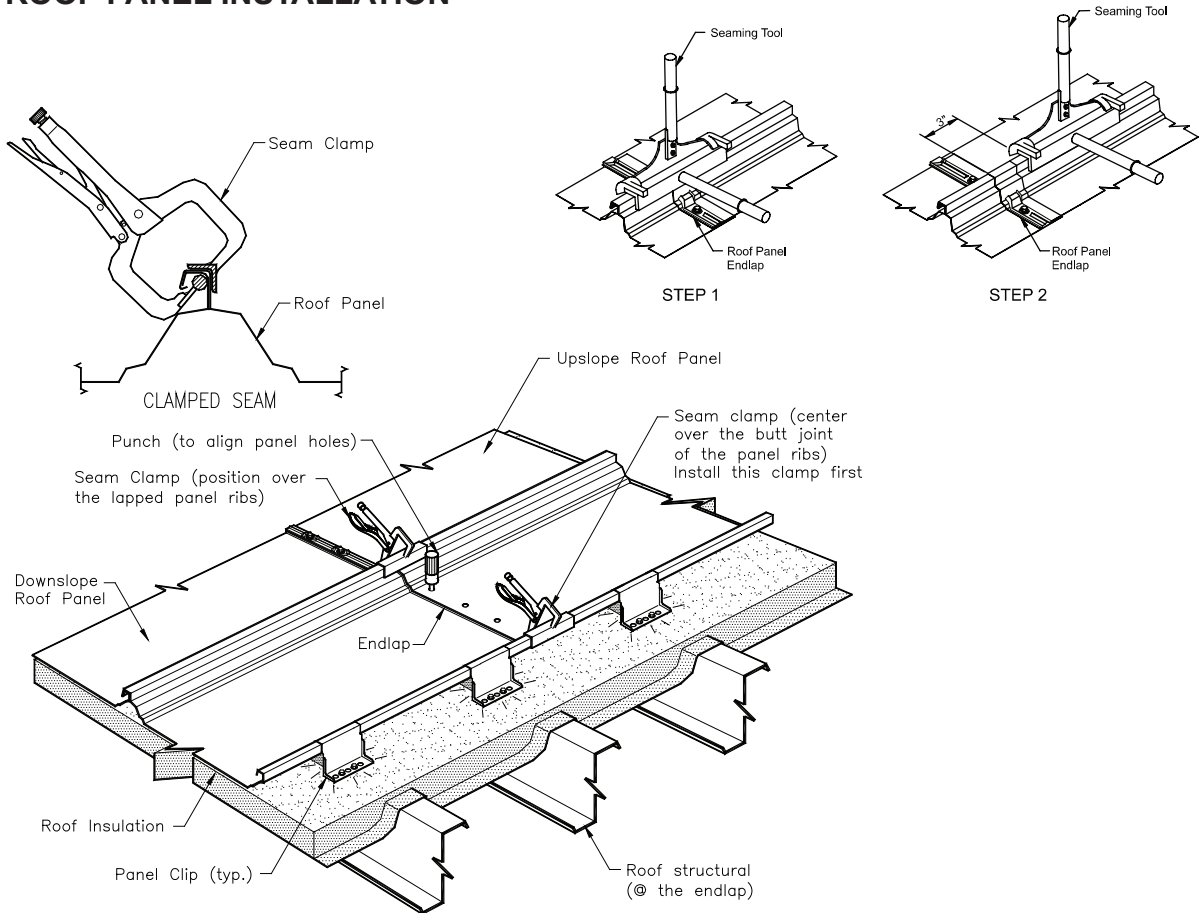 ROOF PANEL INSTALLATION
Seam Clamp
Roof Panel
CLAMPED SEAM
Seaming Tool
Roof Panel
Endlap
STEP 1
Seaming Tool
3"
Roof Panel
Endlap
STEP 2
Upslope Roof Panel
Punch (to align panel holes)
Seam Clamp (position over
the lapped panel ribs)
Seam clamp (center
over the butt joint
of the panel ribs)
Install this clamp first
Downslope
Roof Panel
Endlap
Roof Insulation
Panel Clip (typ.)
Roof structural
(@ the endlap)